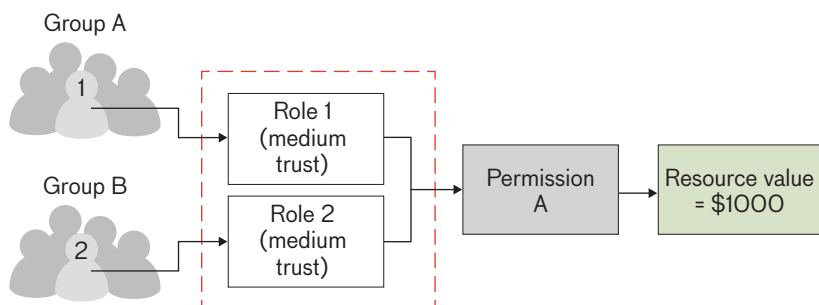 Group A
1
Role 1
(medium
trust)
Group B
2
Role 2
(medium
trust)
Permission
A
Resource value
= $1000